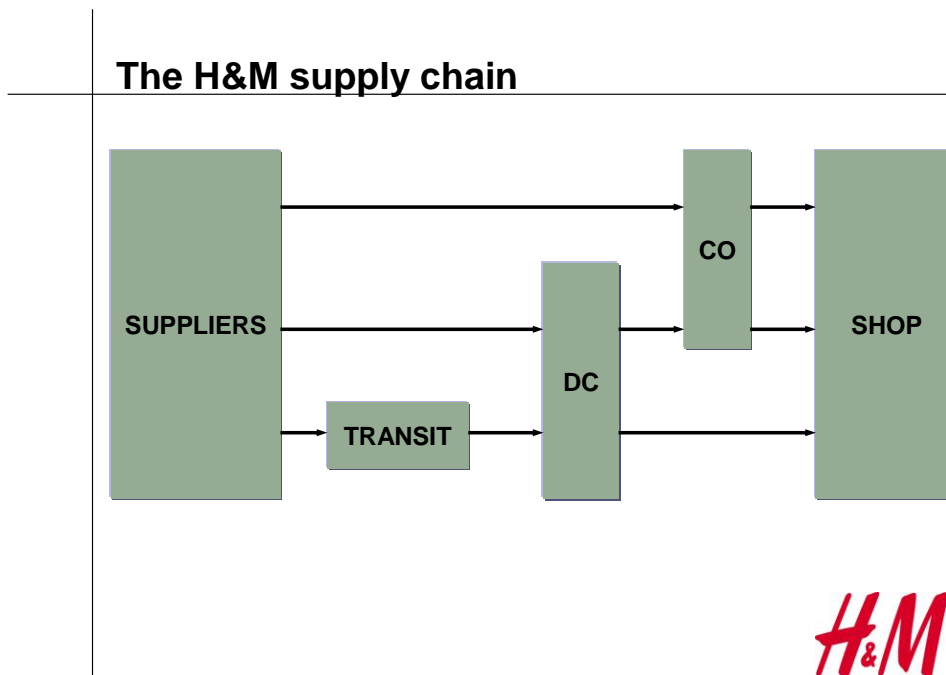 The H&M supply chain
SUPPLIERS
TRANSIT
DC
CO
SHOP
H&M